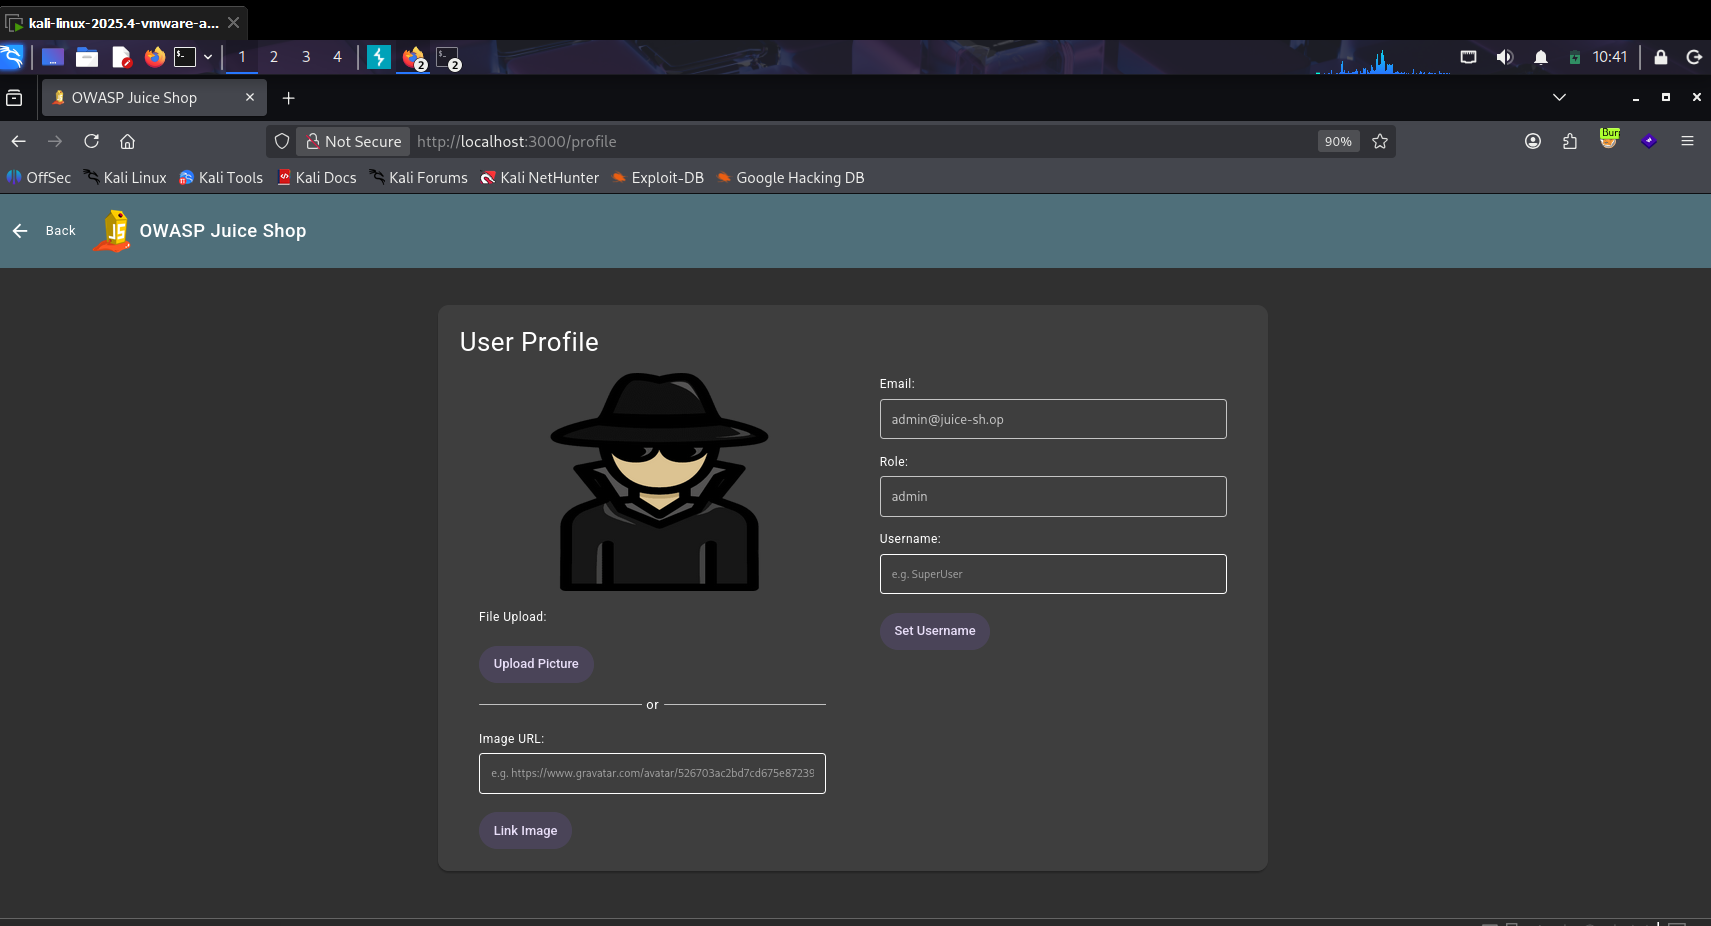 kali-linux-2025.4-vmware-a...
1 2 3 4
2
2
10:41
OWASP Juice Shop
Not Secure http://localhost:3000/profile 90%
OffSec Kali Linux Kali Tools Kali Docs Kali Forums Kali NetHunter Exploit-DB Google Hacking DB
Back OWASP Juice Shop
User Profile
Email:
admin@juice-sh.op
Role:
admin
Username:
e.g. SuperUser
Set Username
File Upload:
Upload Picture
or
Image URL:
e.g. https://www.gravatar.com/avatar/526703ac2bd7cd675e87239
Link Image